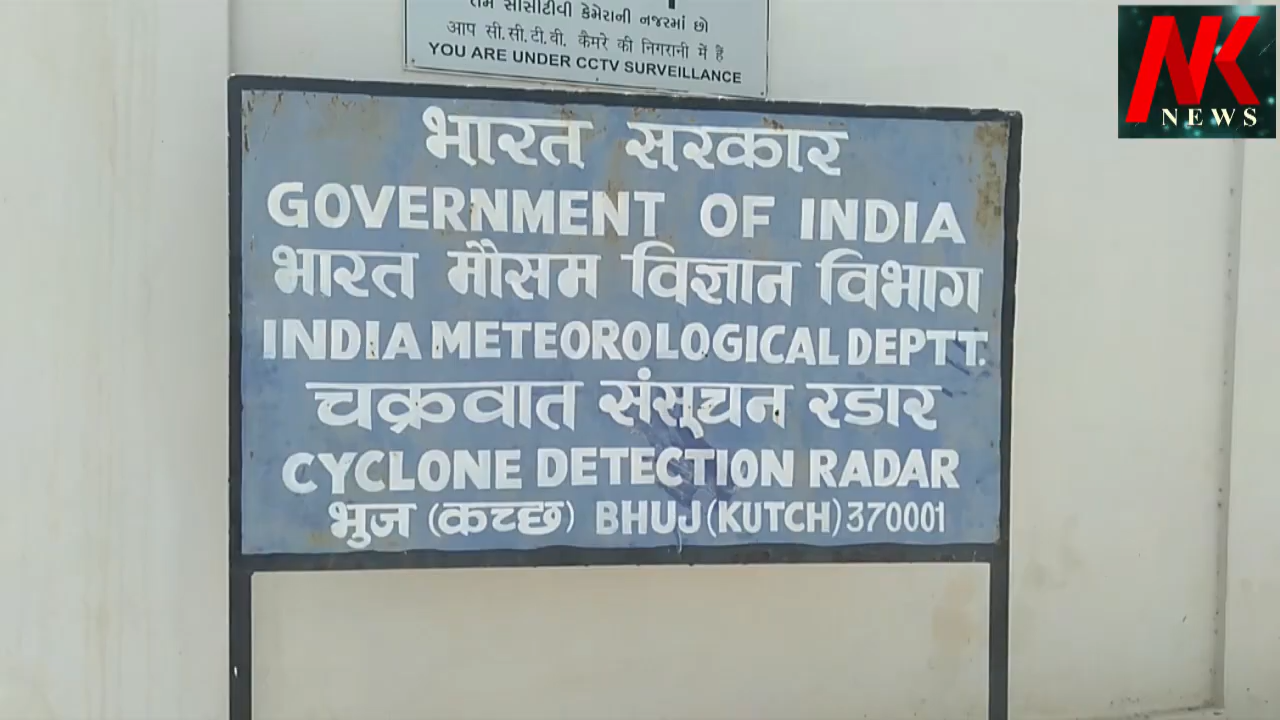 તમે સીસીટીવી કેમેરાની નજરમાં છો
आप सी.सी.टी.वी. कैमरे की निगरानी में हैं
YOU ARE UNDER CCTV SURVEILLANCE
NK
NEWS
भारत सरकार
GOVERNMENT OF INDIA
भारत मौसम विज्ञान विभाग
INDIA METEOROLOGICAL DEPTT.
चक्रवात संसूचन रडार
CYCLONE DETECTION RADAR
भुज (कच्छ) BHUJ (KUTCH) 370001